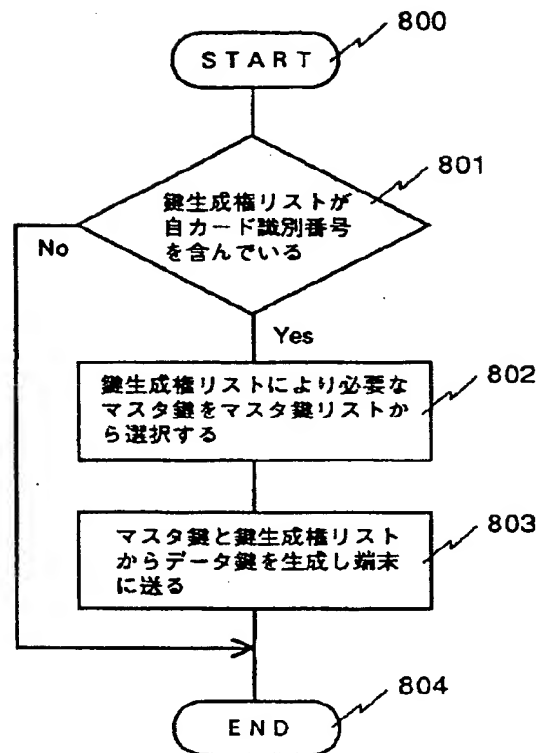 800
START
801
鍵生成権リストが
自カード識別番号
を含んでいる
No
Yes
802
鍵生成権リストにより必要な
マスタ鍵をマスタ鍵リストか
ら選択する
803
マスタ鍵と鍵生成権リスト
からデータ鍵を生成し端末
に送る
804
END